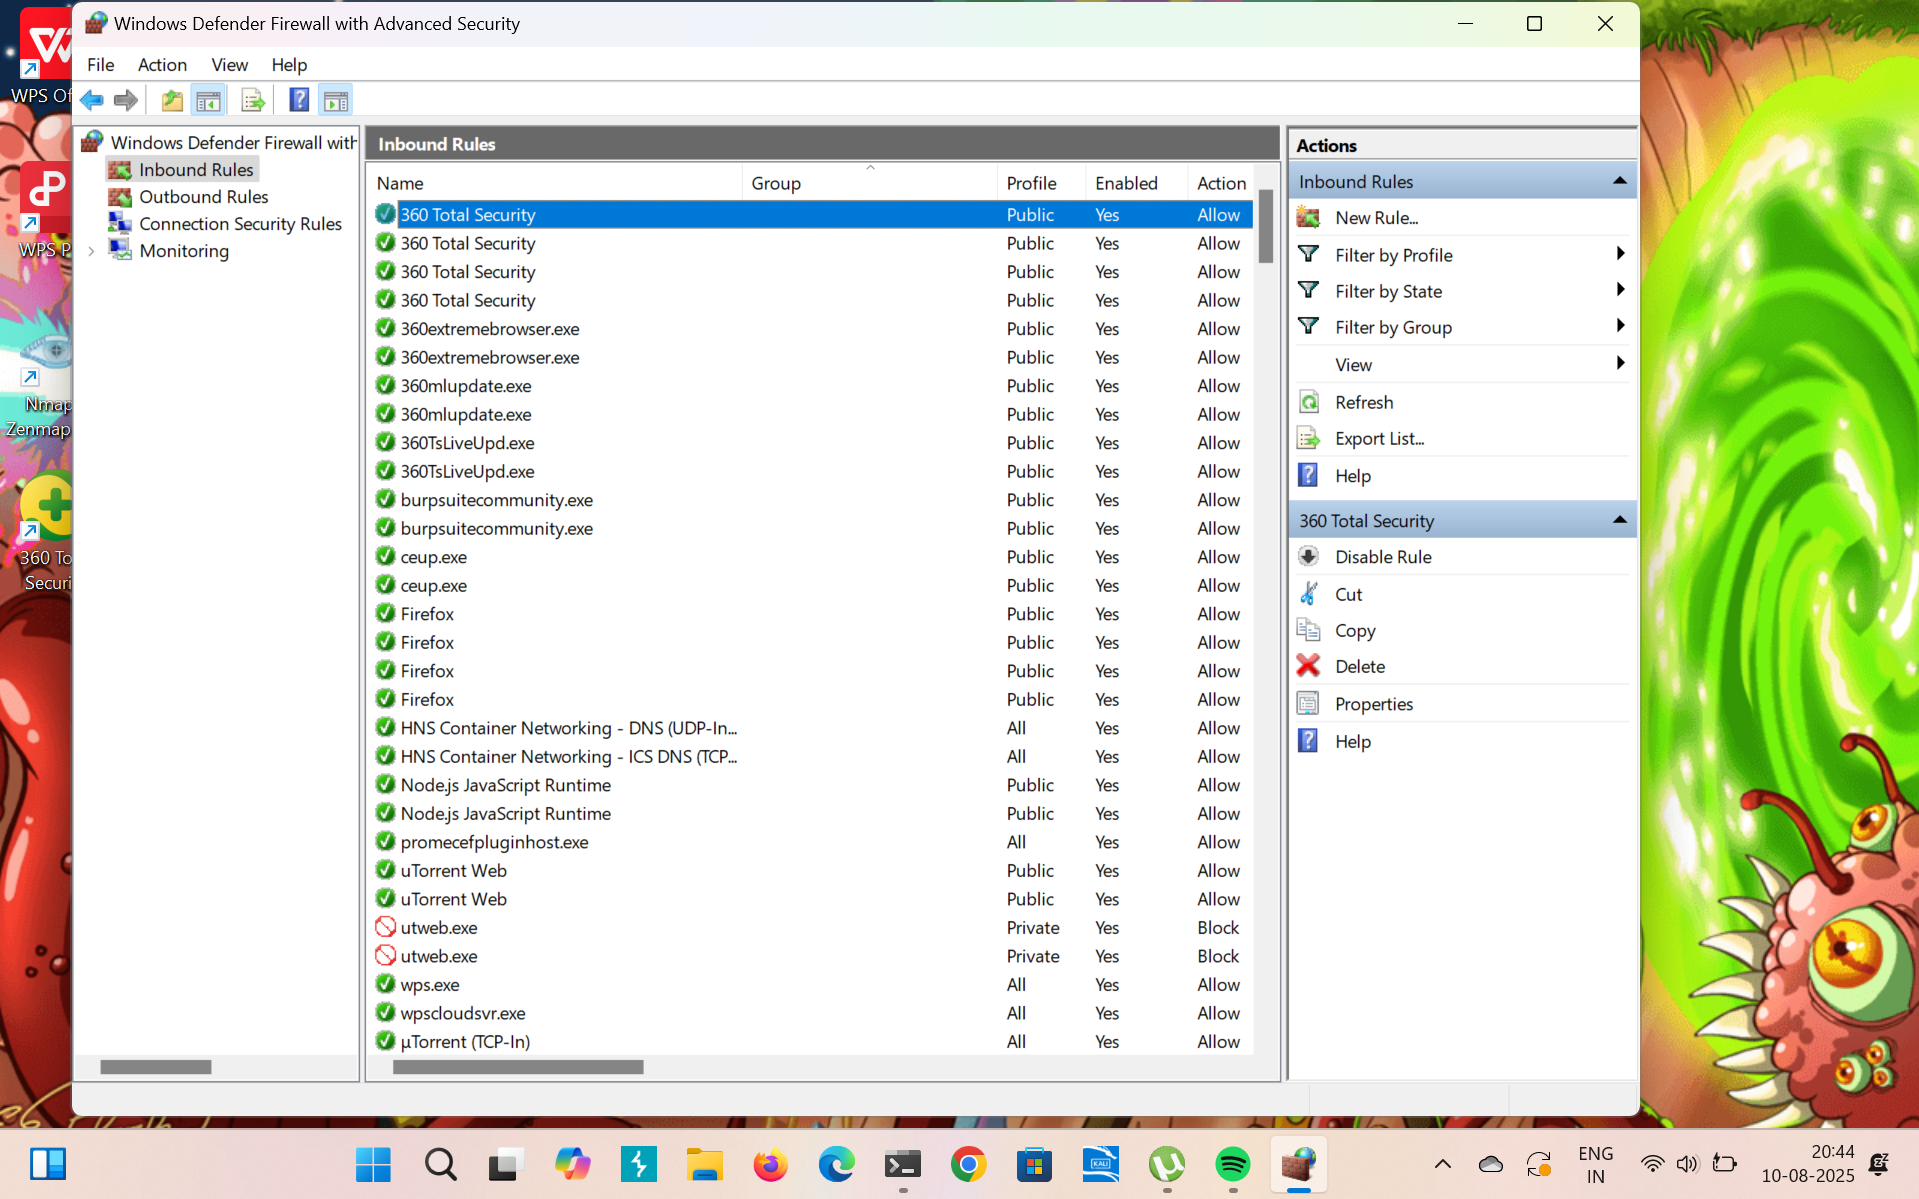 Windows Defender Firewall with Advanced Security
File Action View Help
WPS Of
WPS P
Nmap
Zenmap
360 To
Securi
Windows Defender Firewall with
Inbound Rules
Outbound Rules
Connection Security Rules
Monitoring
Inbound Rules
Name Group Profile Enabled Action
360 Total Security Public Yes Allow
360 Total Security Public Yes Allow
360 Total Security Public Yes Allow
360 Total Security Public Yes Allow
360extremebrowser.exe Public Yes Allow
360extremebrowser.exe Public Yes Allow
360mlupdate.exe Public Yes Allow
360mlupdate.exe Public Yes Allow
360TsLiveUpd.exe Public Yes Allow
360TsLiveUpd.exe Public Yes Allow
burpsuitecommunity.exe Public Yes Allow
burpsuitecommunity.exe Public Yes Allow
ceup.exe Public Yes Allow
ceup.exe Public Yes Allow
Firefox Public Yes Allow
Firefox Public Yes Allow
Firefox Public Yes Allow
Firefox Public Yes Allow
HNS Container Networking - DNS (UDP-In... All Yes Allow
HNS Container Networking - ICS DNS (TCP... All Yes Allow
Node.js JavaScript Runtime Public Yes Allow
Node.js JavaScript Runtime Public Yes Allow
promecefpluginhost.exe All Yes Allow
uTorrent Web Public Yes Allow
uTorrent Web Public Yes Allow
utweb.exe Private Yes Block
utweb.exe Private Yes Block
wps.exe All Yes Allow
wpscloudsvr.exe All Yes Allow
µTorrent (TCP-In) All Yes Allow
Actions
Inbound Rules
New Rule...
Filter by Profile
Filter by State
Filter by Group
View
Refresh
Export List...
Help
360 Total Security
Disable Rule
Cut
Copy
Delete
Properties
Help
KALI
ENG
IN
20:44
10-08-2025